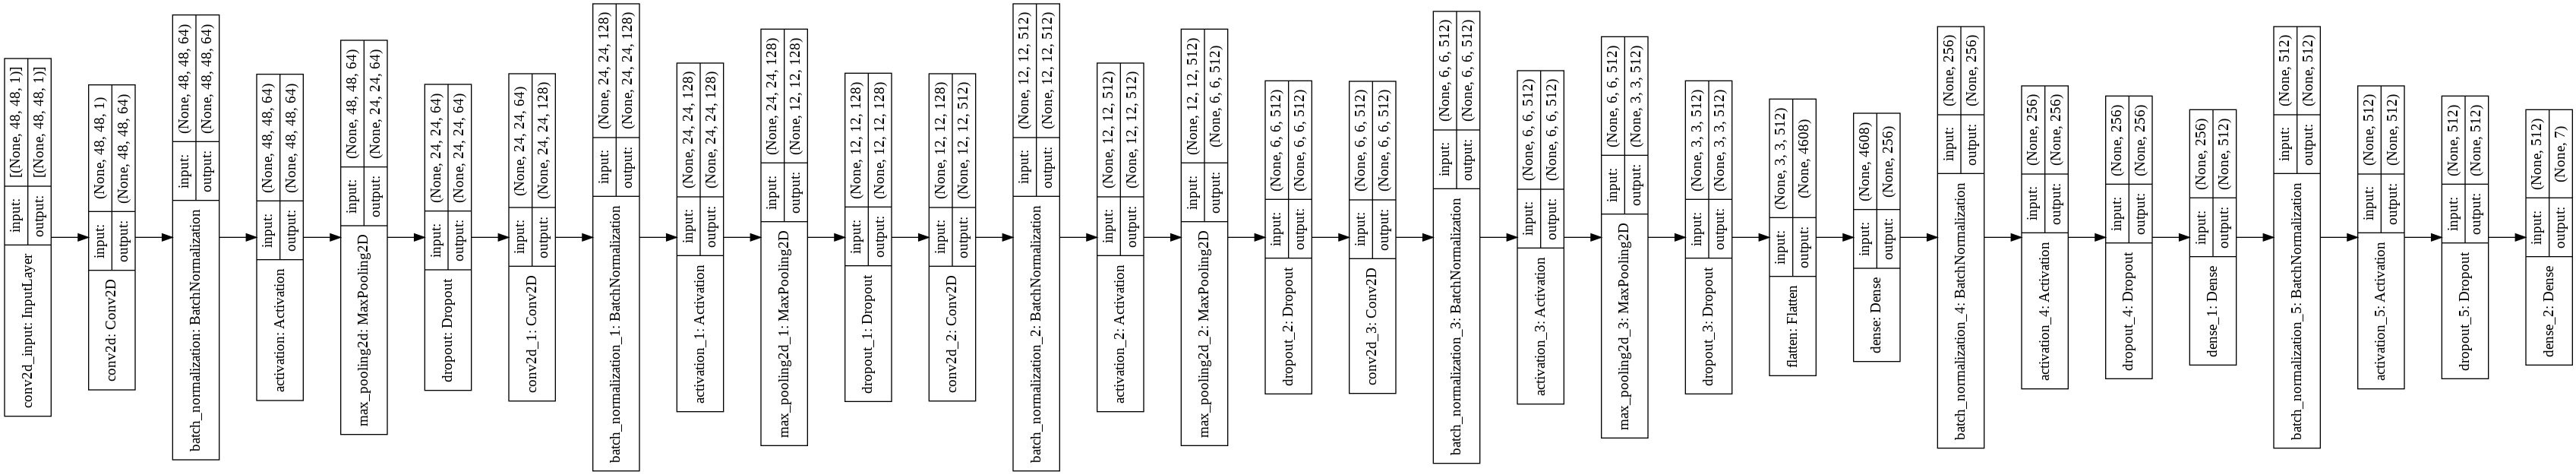 conv2d_input: InputLayer
input:
[(None, 48, 48, 1)]
output:
[(None, 48, 48, 1)]
conv2d: Conv2D
input:
(None, 48, 48, 1)
output:
(None, 48, 48, 64)
batch_normalization: BatchNormalization
input:
(None, 48, 48, 64)
output:
(None, 48, 48, 64)
activation: Activation
input:
(None, 48, 48, 64)
output:
(None, 48, 48, 64)
max_pooling2d: MaxPooling2D
input:
(None, 48, 48, 64)
output:
(None, 24, 24, 64)
dropout: Dropout
input:
(None, 24, 24, 64)
output:
(None, 24, 24, 64)
conv2d_1: Conv2D
input:
(None, 24, 24, 64)
output:
(None, 24, 24, 128)
batch_normalization_1: BatchNormalization
input:
(None, 24, 24, 128)
output:
(None, 24, 24, 128)
activation_1: Activation
input:
(None, 24, 24, 128)
output:
(None, 24, 24, 128)
max_pooling2d_1: MaxPooling2D
input:
(None, 24, 24, 128)
output:
(None, 12, 12, 128)
dropout_1: Dropout
input:
(None, 12, 12, 128)
output:
(None, 12, 12, 128)
conv2d_2: Conv2D
input:
(None, 12, 12, 128)
output:
(None, 12, 12, 512)
batch_normalization_2: BatchNormalization
input:
(None, 12, 12, 512)
output:
(None, 12, 12, 512)
activation_2: Activation
input:
(None, 12, 12, 512)
output:
(None, 12, 12, 512)
max_pooling2d_2: MaxPooling2D
input:
(None, 12, 12, 512)
output:
(None, 6, 6, 512)
dropout_2: Dropout
input:
(None, 6, 6, 512)
output:
(None, 6, 6, 512)
conv2d_3: Conv2D
input:
(None, 6, 6, 512)
output:
(None, 6, 6, 512)
batch_normalization_3: BatchNormalization
input:
(None, 6, 6, 512)
output:
(None, 6, 6, 512)
activation_3: Activation
input:
(None, 6, 6, 512)
output:
(None, 6, 6, 512)
max_pooling2d_3: MaxPooling2D
input:
(None, 6, 6, 512)
output:
(None, 3, 3, 512)
dropout_3: Dropout
input:
(None, 3, 3, 512)
output:
(None, 3, 3, 512)
flatten: Flatten
input:
(None, 3, 3, 512)
output:
(None, 4608)
dense: Dense
input:
(None, 4608)
output:
(None, 256)
batch_normalization_4: BatchNormalization
input:
(None, 256)
output:
(None, 256)
activation_4: Activation
input:
(None, 256)
output:
(None, 256)
dropout_4: Dropout
input:
(None, 256)
output:
(None, 256)
dense_1: Dense
input:
(None, 256)
output:
(None, 512)
batch_normalization_5: BatchNormalization
input:
(None, 512)
output:
(None, 512)
activation_5: Activation
input:
(None, 512)
output:
(None, 512)
dropout_5: Dropout
input:
(None, 512)
output:
(None, 512)
dense_2: Dense
input:
(None, 512)
output:
(None, 7)